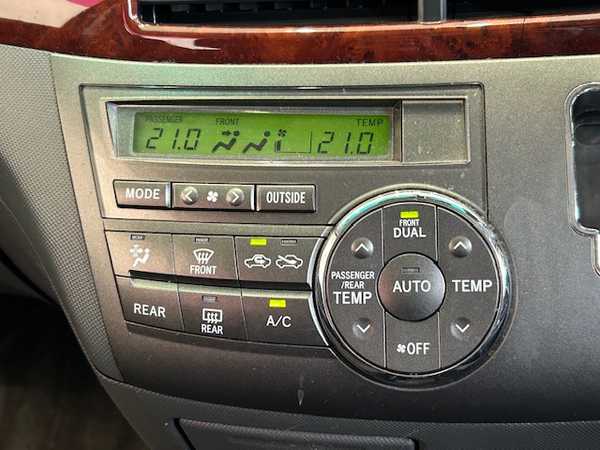 PASSENGER FRONT TEMP
21.0 21.0
MODE OUTSIDE
FRONT
DUAL
FRONT
PASSENGER
/REAR
TEMP
AUTO
TEMP
REAR
REAR
A/C
OFF